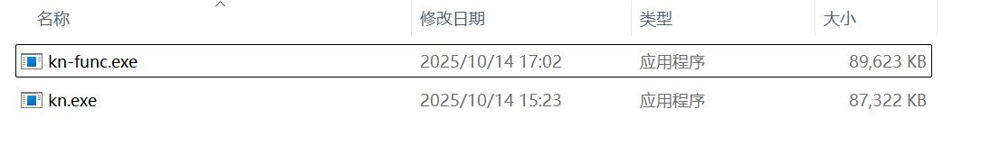 名称 修改日期 类型 大小
kn-func.exe 2025/10/14 17:02 应用程序 89,623 KB
kn.exe 2025/10/14 15:23 应用程序 87,322 KB